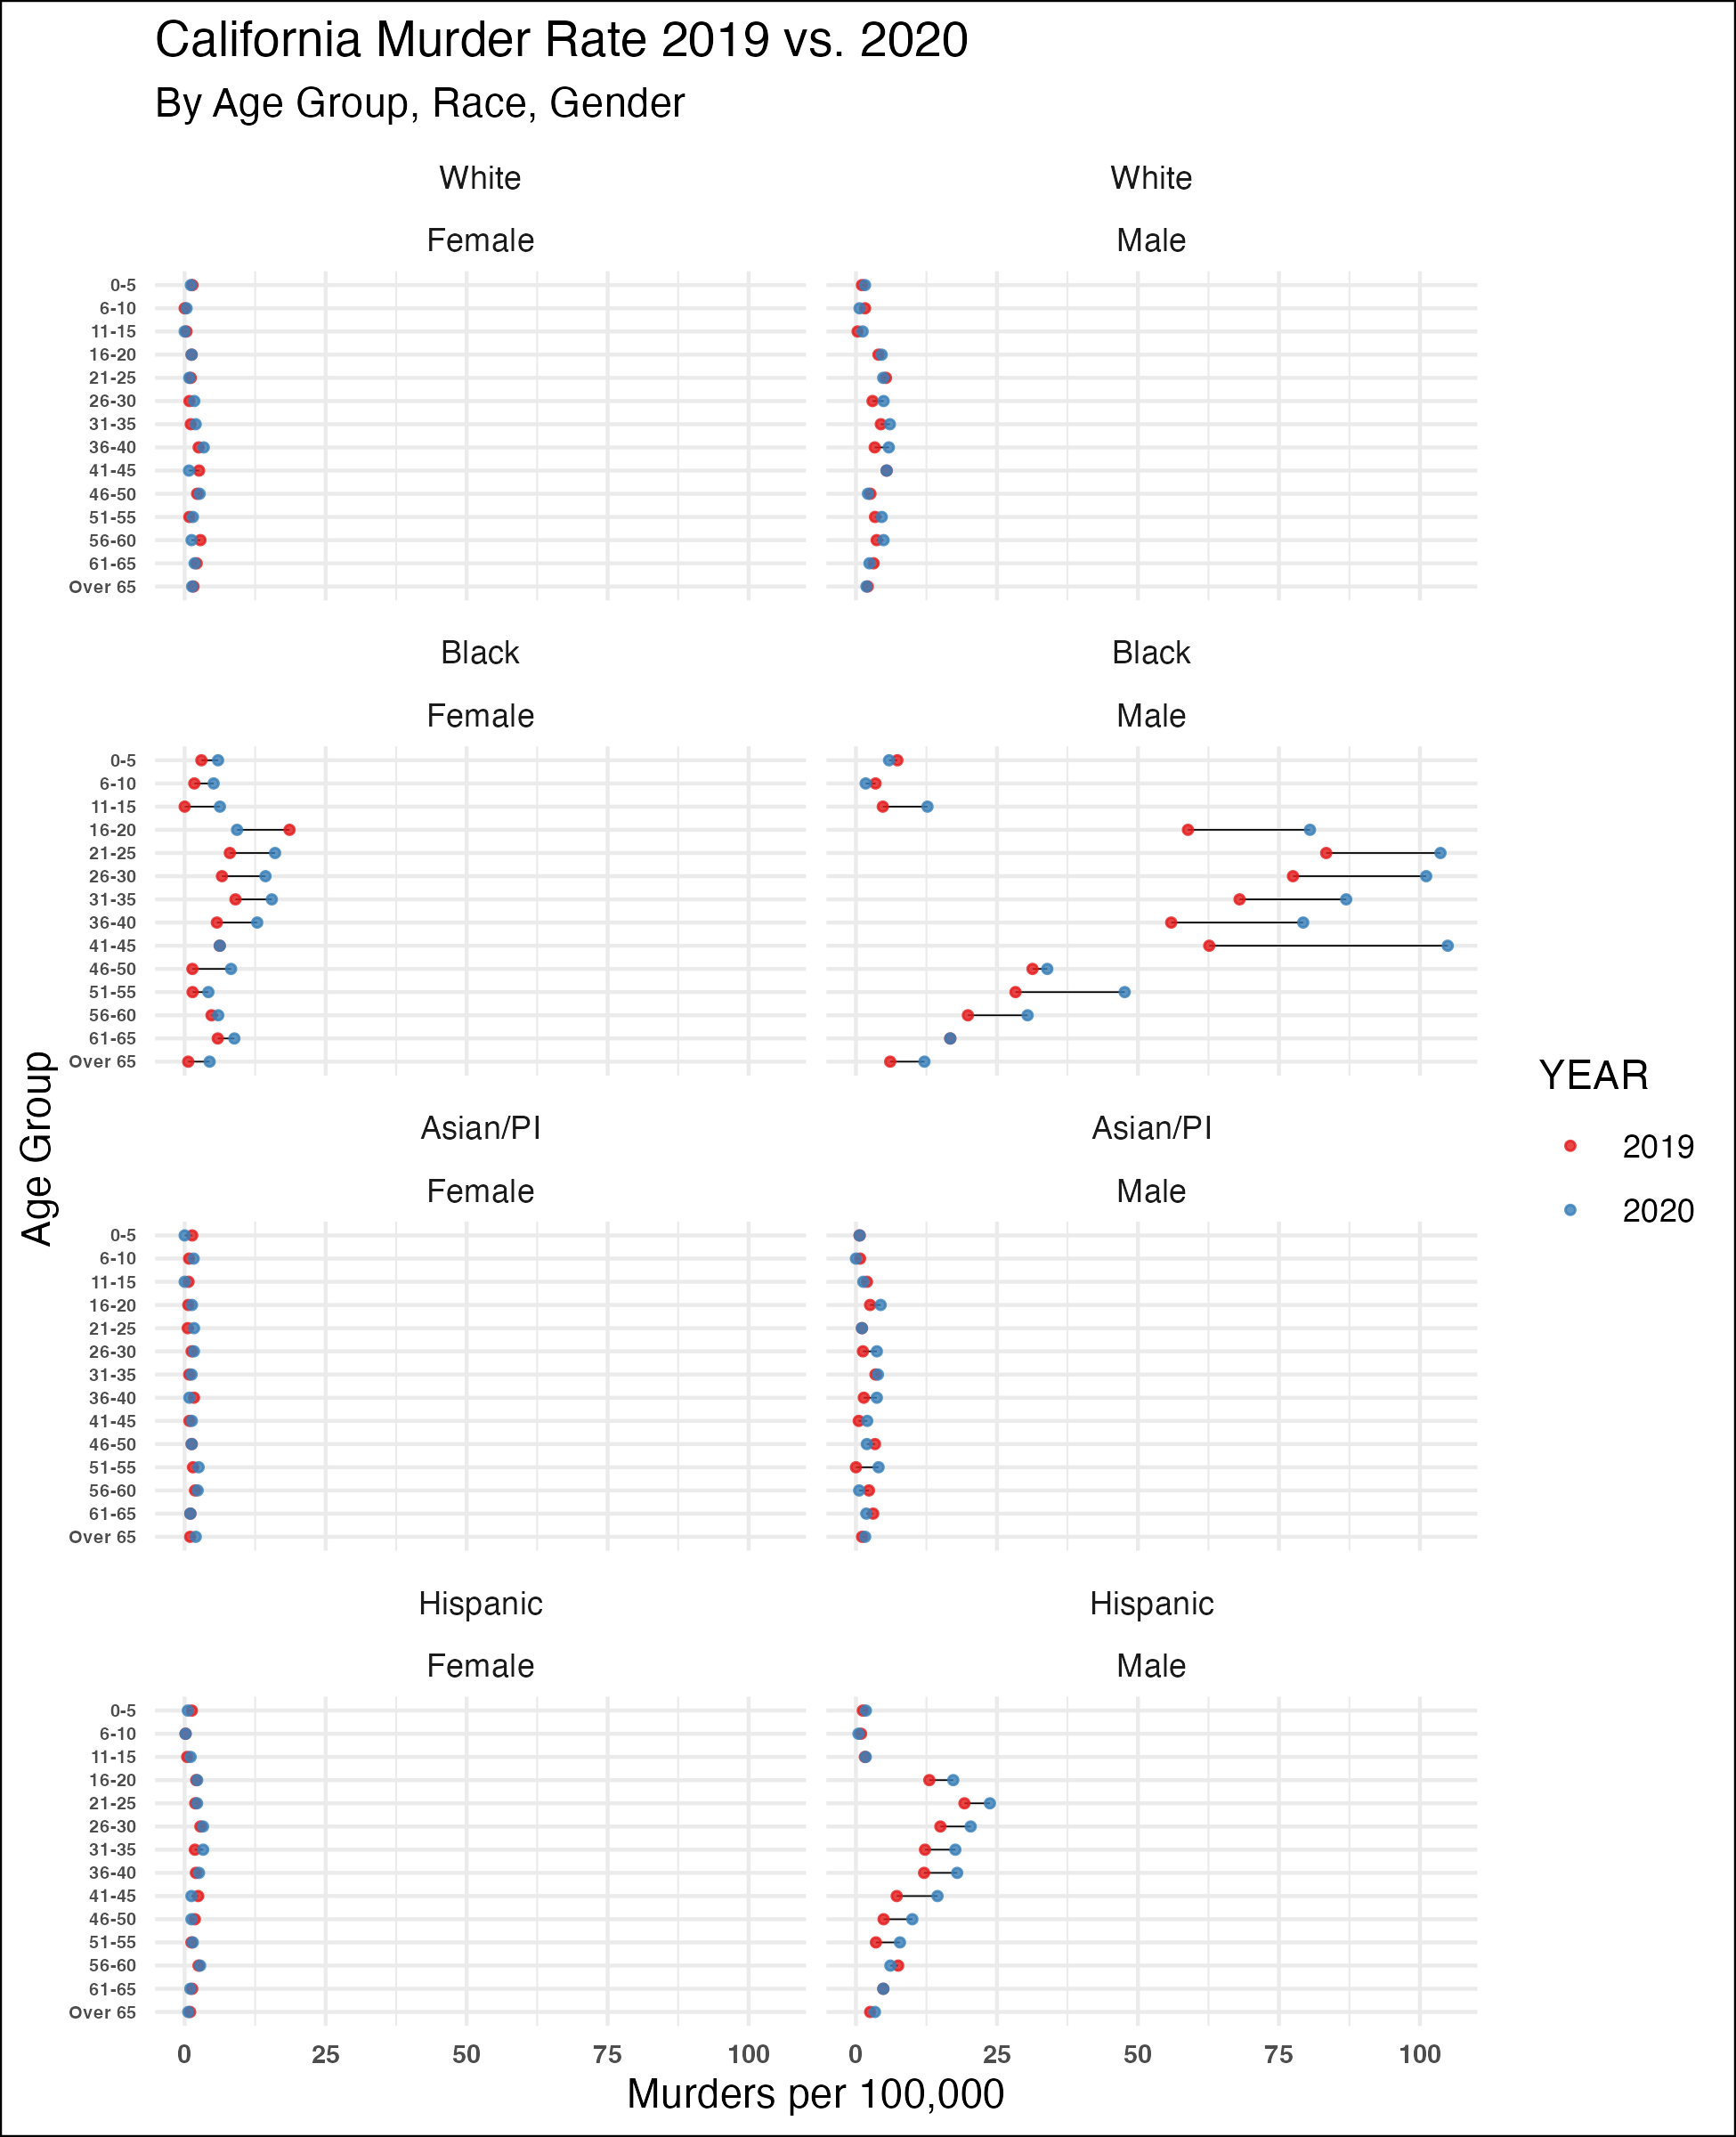 California Murder Rate 2019 vs. 2020
By Age Group, Race, Gender
White
White
Female
Male
0-5
6-10
11-15
16-20
21-25
26-30
31-35
36-40
41-45
46-50
51-55
56-60
61-65
Over 65
Black
Black
Female
Male
0-5
6-10
11-15
16-20
21-25
26-30
31-35
36-40
41-45
46-50
51-55
56-60
61-65
Over 65
Asian/PI
Asian/PI
Female
Male
0-5
6-10
11-15
16-20
21-25
26-30
31-35
36-40
41-45
46-50
51-55
56-60
61-65
Over 65
Hispanic
Hispanic
Female
Male
0-5
6-10
11-15
16-20
21-25
26-30
31-35
36-40
41-45
46-50
51-55
56-60
61-65
Over 65
0 25 50 75 100
0 25 50 75 100
Murders per 100,000
Age Group
YEAR
2019
2020